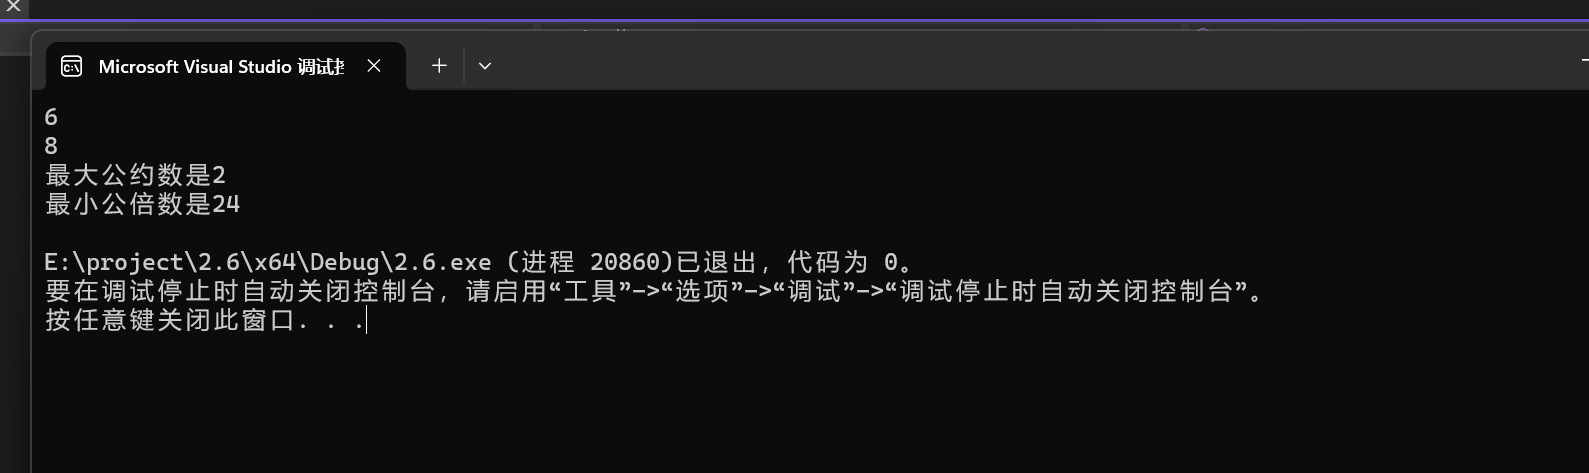 Microsoft Visual Studio 调试
6
8
最大公约数是2
最小公倍数是24
E:\project\2.6\x64\Debug\2.6.exe (进程 20860)已退出，代码为 0。
要在调试停止时自动关闭控制台，请启用“工具”->“选项”->“调试”->“调试停止时自动关闭控制台”。
按任意键关闭此窗口. . .